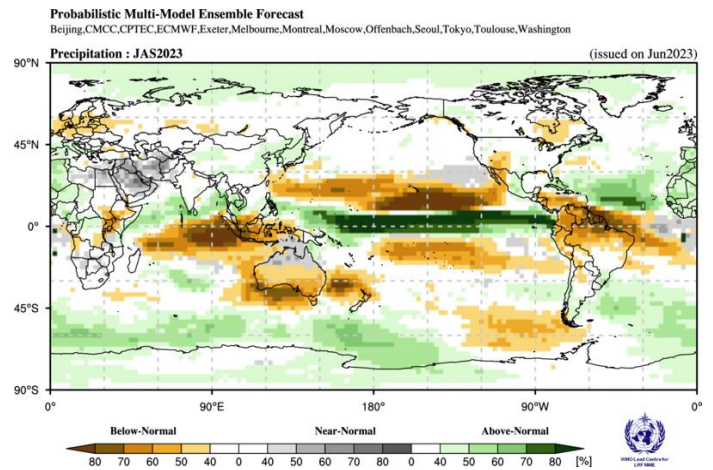 Probabilistic Multi-Model Ensemble Forecast
Beijing,CMCC,CPTEC,ECMWF,Exeter,Melbourne,Montreal,Moscow,Offenbach,Seoul,Tokyo,Toulouse,Washington
Precipitation : JAS2023 (issued on Jun2023)
90°N
45°N
0°
45°S
90°S
0° 90°E 180° 90°W 0°
Below-Normal Near-Normal Above-Normal
80 70 60 50 40 0 40 50 60 70 80 0 40 50 60 70 80 [%]
WMO Lead Centre for
LRF MME